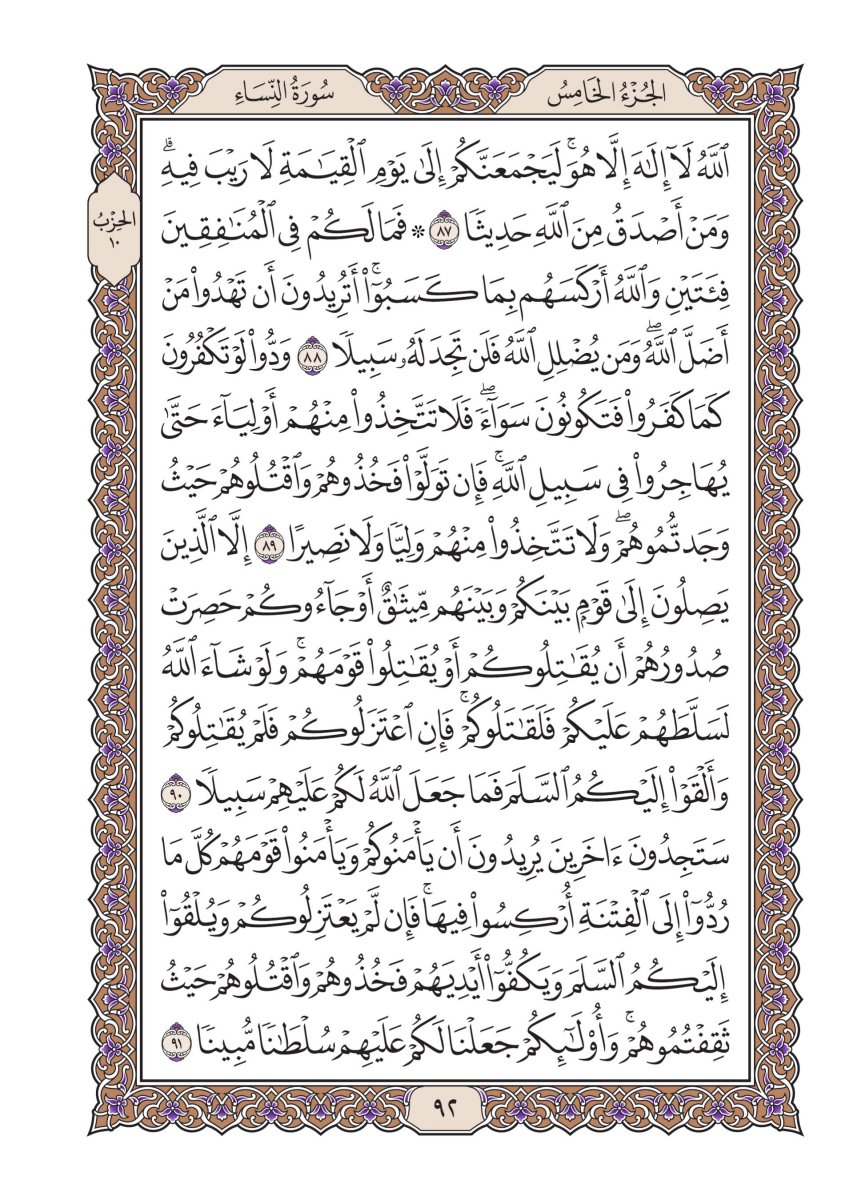 الجُزْءُ الخَامِسُ
سُورَةُ النِّسَاءِ
ٱللَّهُ لَآ إِلَٰهَ إِلَّا هُوَۚ لَيَجْمَعَنَّكُمْ إِلَىٰ يَوْمِ ٱلْقِيَٰمَةِ لَا رَيْبَ فِيهِۗ
وَمَنْ أَصْدَقُ مِنَ ٱللَّهِ حَدِيثًا ٨٧ * فَمَا لَكُمْ فِى ٱلْمُنَٰفِقِينَ
الحِزْبُ
١٠
فِئَتَيْنِ وَٱللَّهُ أَرْكَسَهُم بِمَا كَسَبُوٓا۟ۚ أَتُرِيدُونَ أَن تَهْدُوا۟ مَنْ
أَضَلَّ ٱللَّهُۖ وَمَن يُضْلِلِ ٱللَّهُ فَلَن تَجِدَ لَهُۥ سَبِيلًا ٨٨ وَدُّوا۟ لَوْ تَكْفُرُونَ
كَمَا كَفَرُوا۟ فَتَكُونُونَ سَوَآءًۖ فَلَا تَتَّخِذُوا۟ مِنْهُمْ أَوْلِيَآءَ حَتَّىٰ
يُهَاجِرُوا۟ فِى سَبِيلِ ٱللَّهِۚ فَإِن تَوَلَّوْا۟ فَخُذُوهُمْ وَٱقْتُلُوهُمْ حَيْثُ
وَجَدتُّمُوهُمْۖ وَلَا تَتَّخِذُوا۟ مِنْهُمْ وَلِيًّا وَلَا نَصِيرًا ٨٩ إِلَّا ٱلَّذِينَ
يَصِلُونَ إِلَىٰ قَوْمٍۭ بَيْنَكُمْ وَبَيْنَهُم مِّيثَٰقٌ أَوْ جَآءُوكُمْ حَصِرَتْ
صُدُورُهُمْ أَن يُقَٰتِلُوكُمْ أَوْ يُقَٰتِلُوا۟ قَوْمَهُمْۚ وَلَوْ شَآءَ ٱللَّهُ
لَسَلَّطَهُمْ عَلَيْكُمْ فَلَقَٰتَلُوكُمْۚ فَإِنِ ٱعْتَزَلُوكُمْ فَلَمْ يُقَٰتِلُوكُمْ
وَأَلْقَوْا۟ إِلَيْكُمُ ٱلسَّلَمَ فَمَا جَعَلَ ٱللَّهُ لَكُمْ عَلَيْهِمْ سَبِيلًا ٩٠
سَتَجِدُونَ ءَاخَرِينَ يُرِيدُونَ أَن يَأْمَنُوكُمْ وَيَأْمَنُوا۟ قَوْمَهُمْ كُلَّ مَا
رُدُّوٓا۟ إِلَى ٱلْفِتْنَةِ أُرْكِسُوا۟ فِيهَاۚ فَإِن لَّمْ يَعْتَزِلُوكُمْ وَيُلْقُوٓا۟
إِلَيْكُمُ ٱلسَّلَمَ وَيَكُفُّوٓا۟ أَيْدِيَهُمْ فَخُذُوهُمْ وَٱقْتُلُوهُمْ حَيْثُ
ثَقِفْتُمُوهُمْۚ وَأُو۟لَٰٓئِكُمْ جَعَلْنَا لَكُمْ عَلَيْهِمْ سُلْطَٰنًا مُّبِينًا ٩١
٩٢